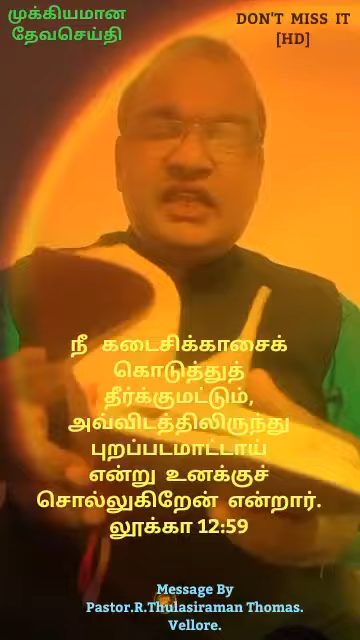 முக்கியமான
தேவசெய்தி
DON'T MISS IT
[HD]
நீ கடைசிக்காசைக்
கொடுத்துத்
தீர்க்குமட்டும்,
அவ்விடத்திலிருந்து
புறப்படமாட்டாய்
என்று உனக்குச்
சொல்லுகிறேன் என்றார்.
லூக்கா 12:59
Message By
Pastor.R.Thulasiraman Thomas.
Vellore.